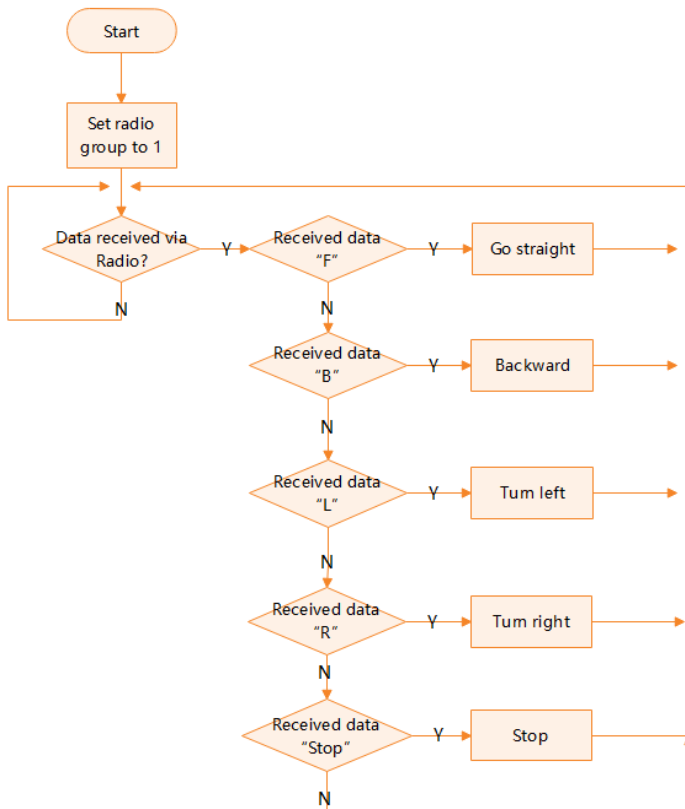 Start
Set radio
group to 1
Data received via
Radio?
Y
N
Received data
“F”
Y
Go straight
N
Received data
“B”
Y
Backward
N
Received data
“L”
Y
Turn left
N
Received data
“R”
Y
Turn right
N
Received data
“Stop”
Y
Stop
N